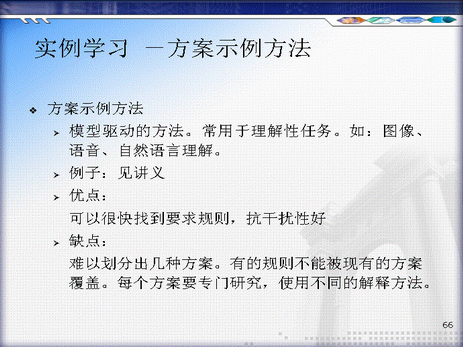 实例学习 －方案示例方法
方案示例方法
模型驱动的方法。常用于理解性任务。如：图像、
语音、自然语言理解。
例子：见讲义
优点：
可以很快找到要求规则，抗干扰性好
缺点：
难以划分出几种方案。有的规则不能被现有的方案
覆盖。每个方案要专门研究，使用不同的解释方法。
66